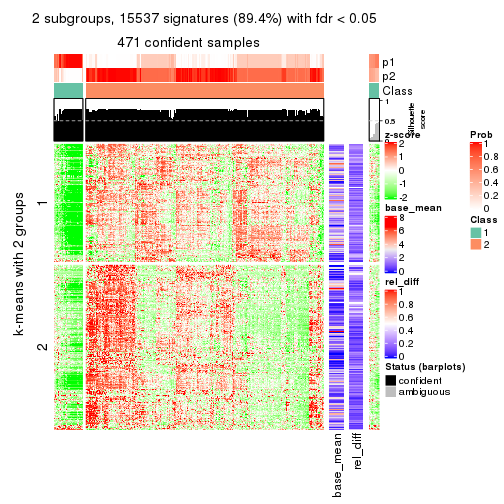 2 subgroups, 15537 signatures (89.4%) with fdr < 0.05
471 confident samples
p1
p2
Class
1
0.5
0
Silhouette
score
k-means with 2 groups
1
2
base_mean
rel_diff
z-score
2
1
0
-1
-2
base_mean
8
6
4
2
0
rel_diff
1
0.8
0.6
0.4
0.2
0
Status (barplots)
confident
ambiguous
Prob
1
0.8
0.6
0.4
0.2
0
Class
1
2